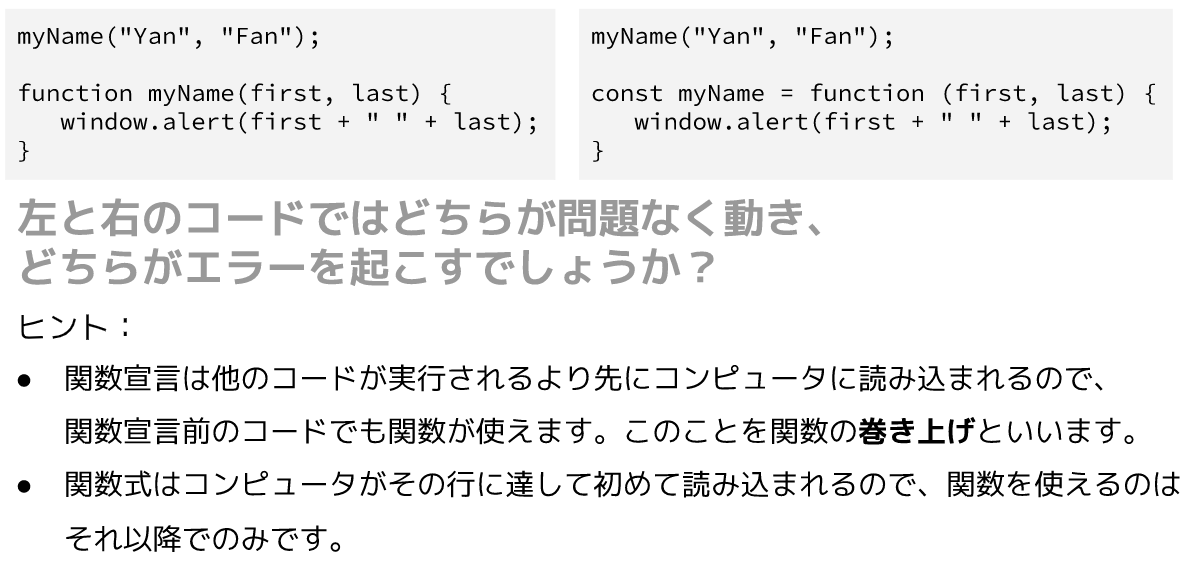 myName("Yan", "Fan");
function myName(first, last) {
   window.alert(first + " " + last);
}
myName("Yan", "Fan");
const myName = function (first, last) {
   window.alert(first + " " + last);
}
左と右のコードではどちらが問題なく動き、
どちらがエラーを起こすでしょうか？
ヒント：
● 関数宣言は他のコードが実行されるより先にコンピュータに読み込まれるので、
関数宣言前のコードでも関数が使えます。このことを関数の巻き上げといいます。
● 関数式はコンピュータがその行に達して初めて読み込まれるので、関数を使えるのは
それ以降でのみです。